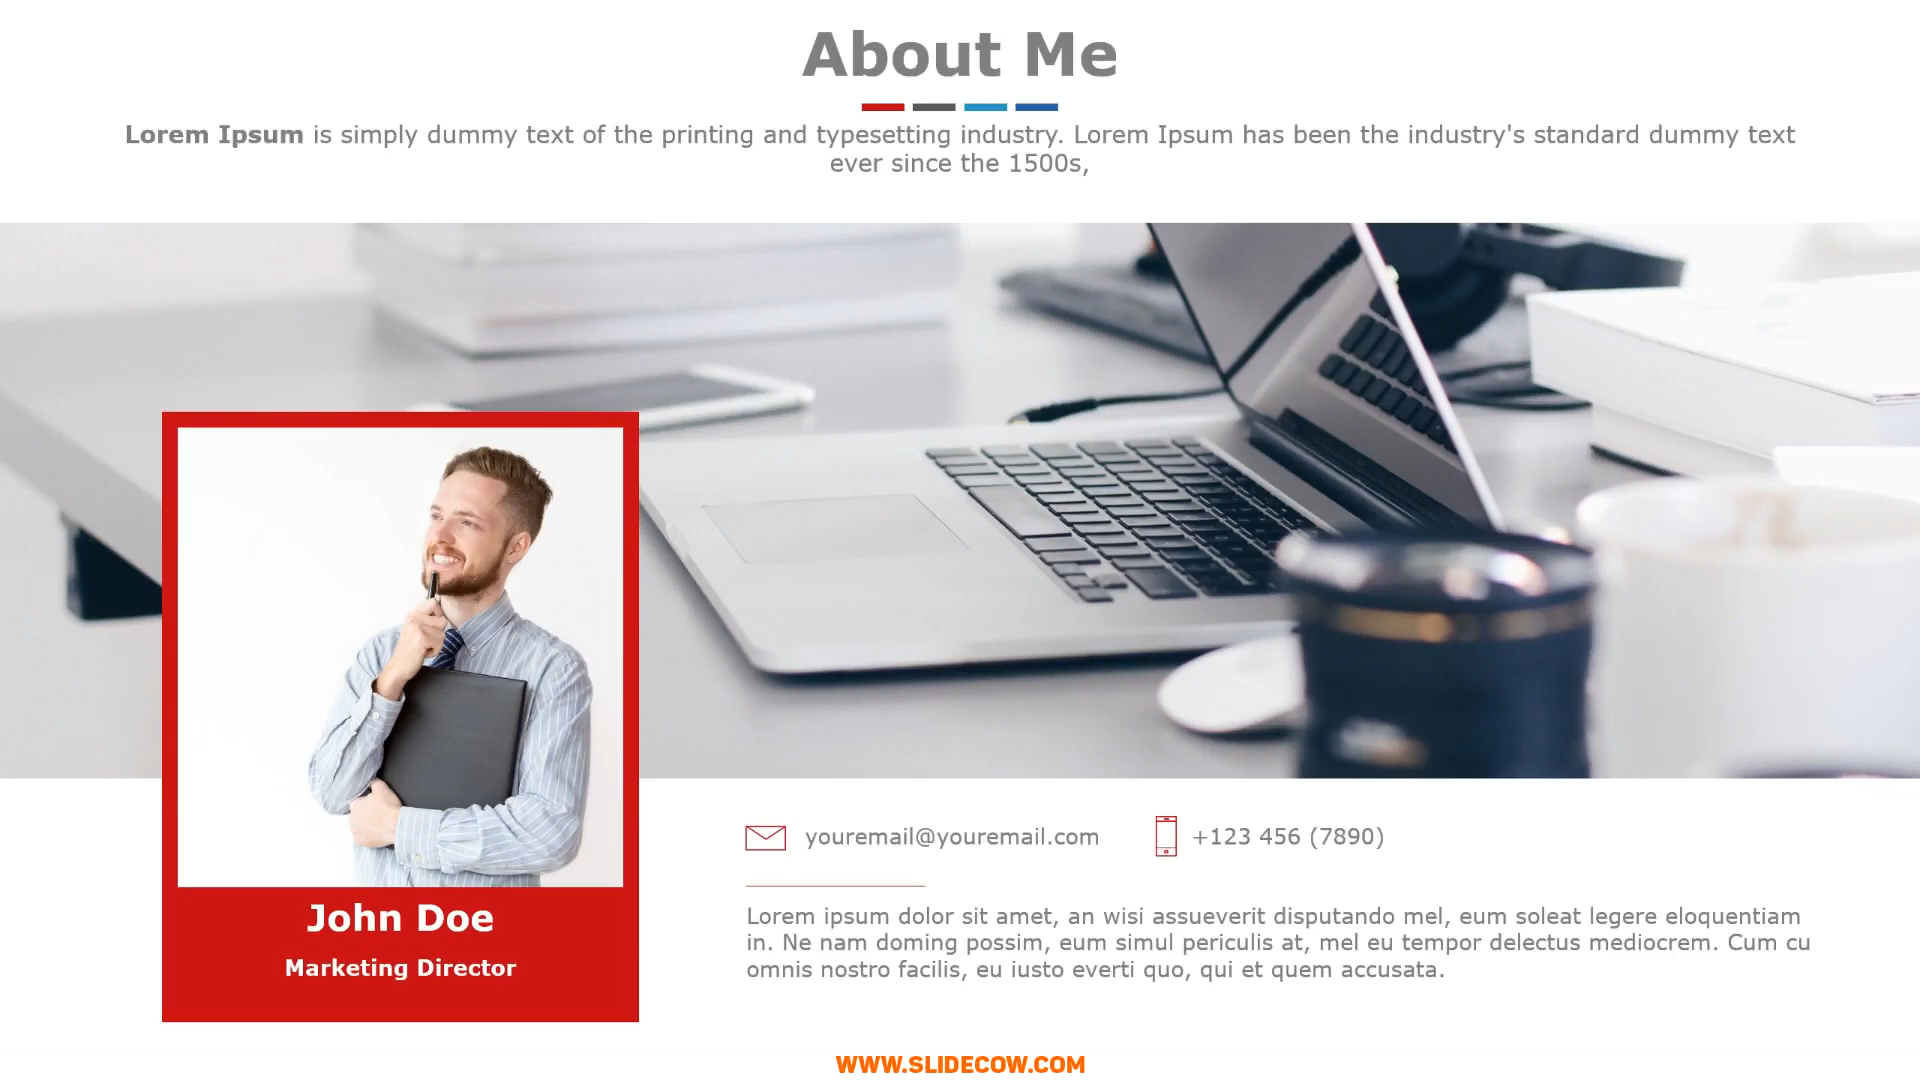 About Me
Lorem Ipsum is simply dummy text of the printing and typesetting industry. Lorem Ipsum has been the industry's standard dummy text
ever since the 1500s,
John Doe
Marketing Director
youremail@youremail.com
+123 456 (7890)
Lorem ipsum dolor sit amet, an wisi assueverit disputando mel, eum soleat legere eloquentiam
in. Ne nam doming possim, eum simul periculis at, mel eu tempor delectus mediocrem. Cum cu
omnis nostro facilis, eu iusto everti quo, qui et quem accusata.
WWW.SLIDECOW.COM